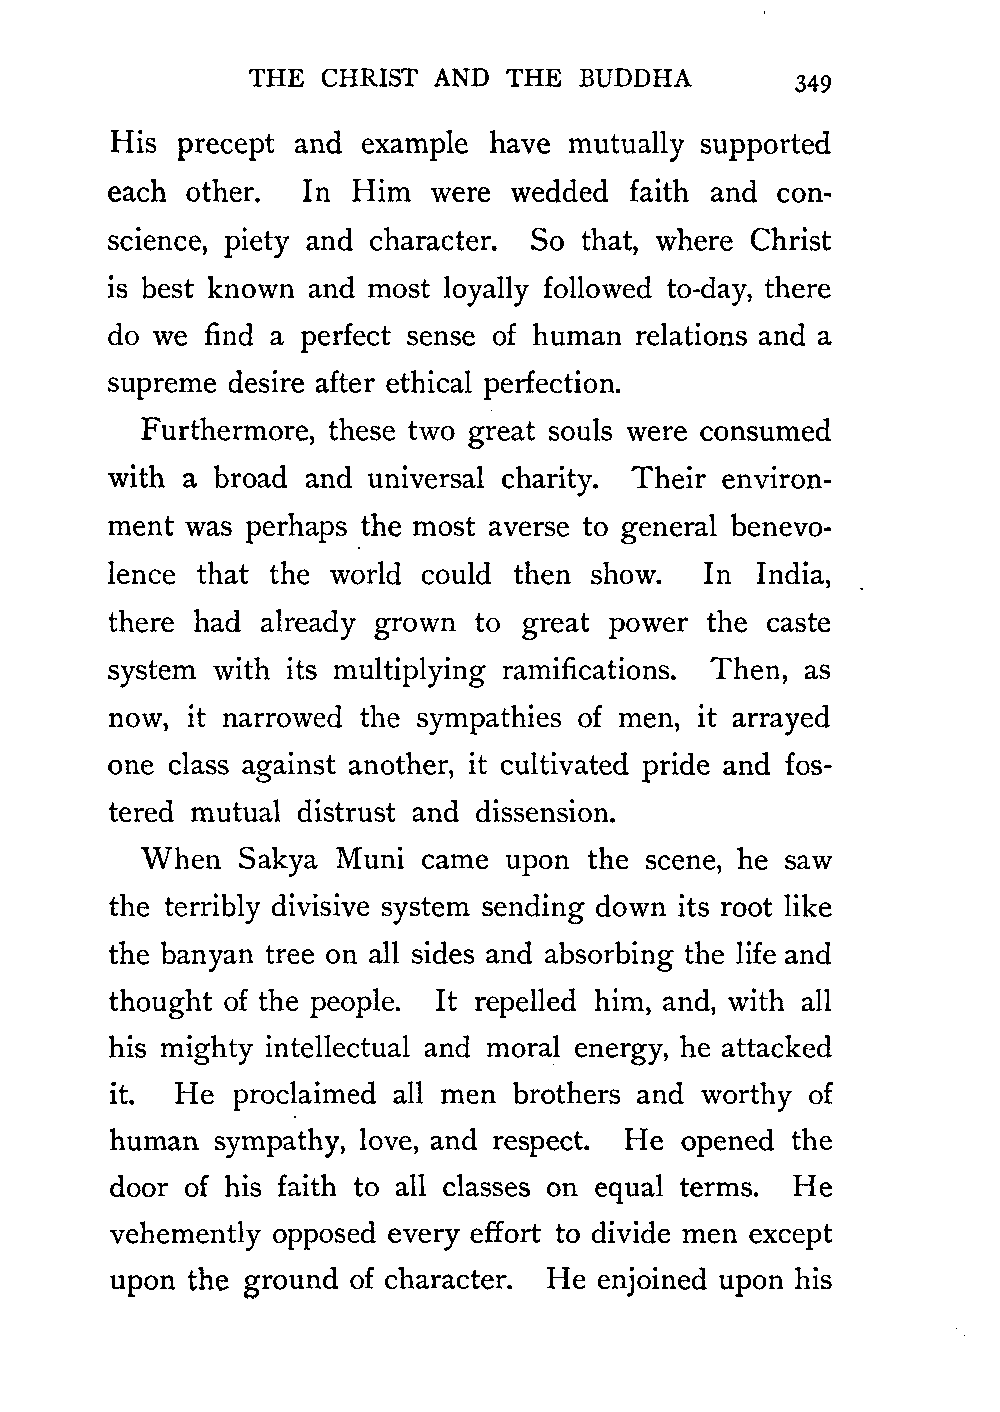 THE CHRIST AND THE BUDDHA 349
His precept and example have mutually supported
each other. In Him were wedded faith and con-
science, piety and character. So that, where Christ
is best known and most loyally followed to-day, there
do we find a perfect sense of human relations and a
supreme desire after ethical perfection.
Furthermore, these two great souls were consumed
with a broad and universal charity. Their environ-
ment was perhaps the most averse to general benevo-
lence that the world could then show. In India,
there had already grown to great power the caste
system with its multiplying ramifications. Then, as
now, it narrowed the sympathies of men, it arrayed
one class against another, it cultivated pride and fos-
tered mutual distrust and dissension.
When Sakya Muni came upon the scene, he saw
the terribly divisive system sending down its root like
the banyan tree on all sides and absorbing the life and
thought of the people. It repelled him, and, with all
his mighty intellectual and moral energy, he attacked
it. He proclaimed all men brothers and worthy of
human sympathy, love, and respect. He opened the
door of his faith to all classes on equal terms. He
vehemently opposed every effort to divide men except
upon the ground of character. He enjoined upon his